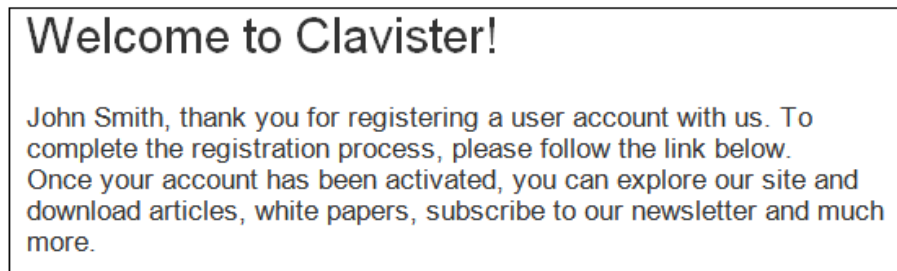 Welcome to Clavister!
John Smith, thank you for registering a user account with us. To
complete the registration process, please follow the link below.
Once your account has been activated, you can explore our site and
download articles, white papers, subscribe to our newsletter and much
more.